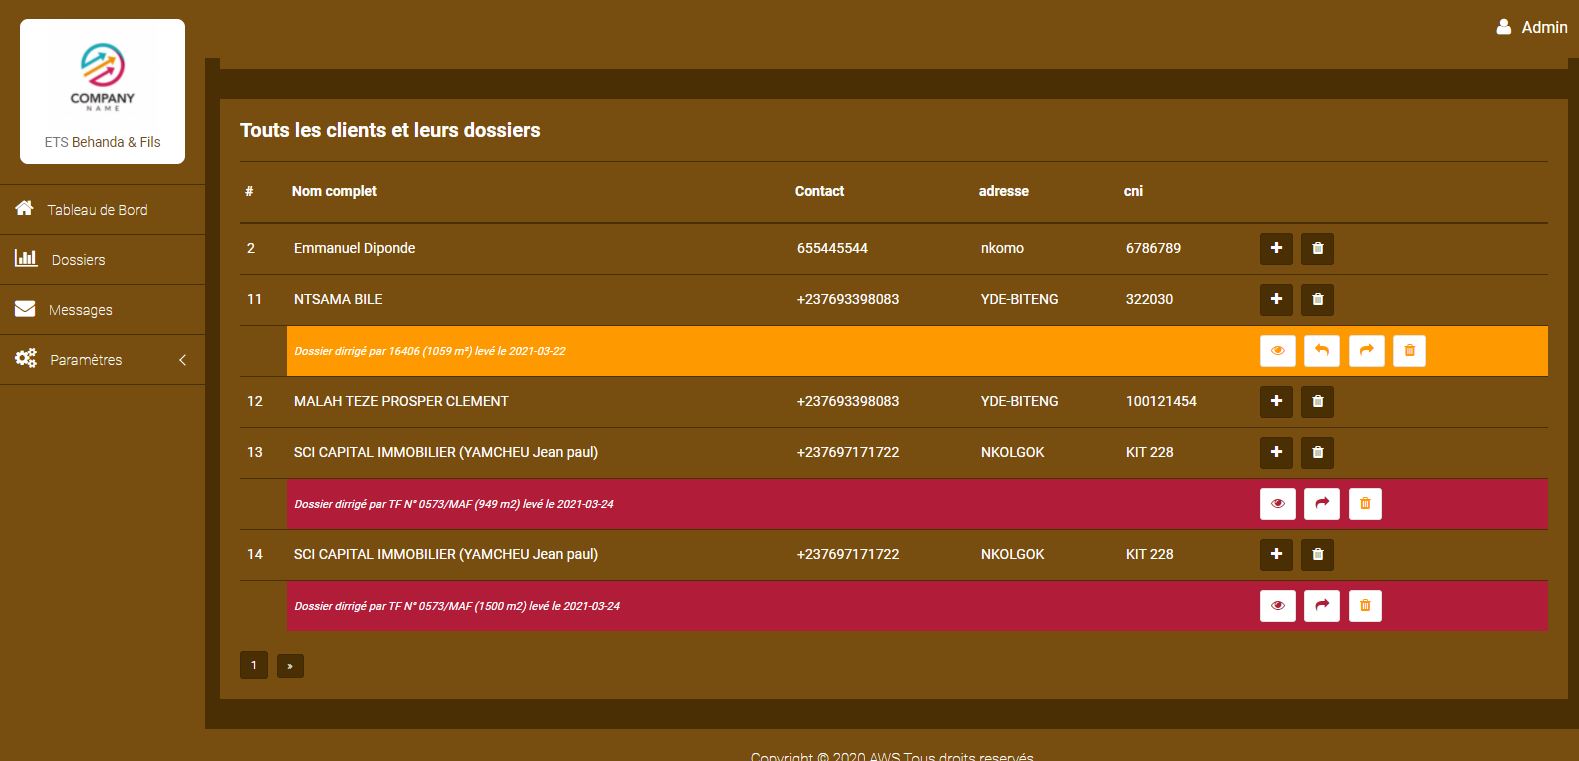 COMPANY
NAME
ETS Behanda & Fils
Admin
Tableau de Bord
Dossiers
Messages
Paramètres
Touts les clients et leurs dossiers
# Nom complet Contact adresse cni
2 Emmanuel Diponde 655445544 nkomo 6786789
11 NTSAMA BILE +237693398083 YDE-BITENG 322030
Dossier dirrigé par 16406 (1059 m²) levé le 2021-03-22
12 MALAH TEZE PROSPER CLEMENT +237693398083 YDE-BITENG 100121454
13 SCI CAPITAL IMMOBILIER (YAMCHEU Jean paul) +237697171722 NKOLGOK KIT 228
Dossier dirrigé par TF N° 0573/MAF (949 m2) levé le 2021-03-24
14 SCI CAPITAL IMMOBILIER (YAMCHEU Jean paul) +237697171722 NKOLGOK KIT 228
Dossier dirrigé par TF N° 0573/MAF (1500 m2) levé le 2021-03-24
1 »
Copyright © 2020 AWS Tous droits reservés